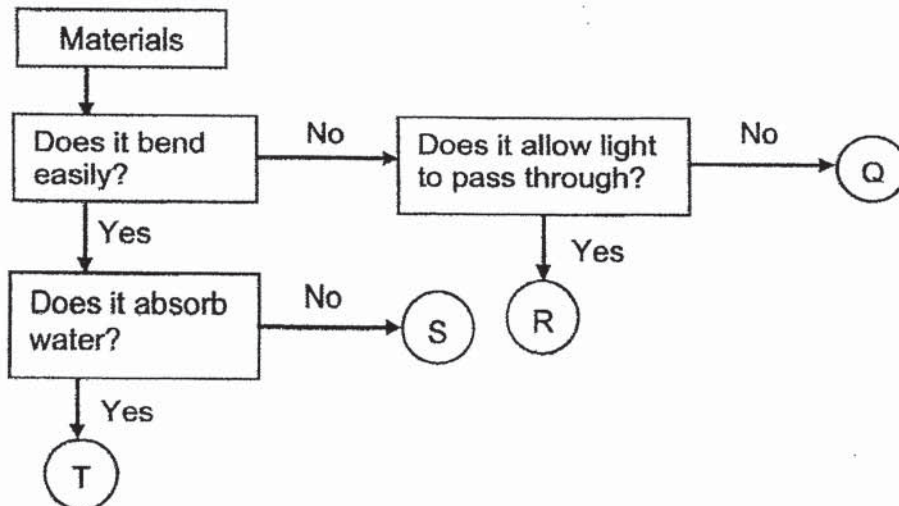 Materials
Does it bend
easily?
No
Does it allow light
to pass through?
No
Q
Yes
Yes
Does it absorb
water?
No
S
R
Yes
T